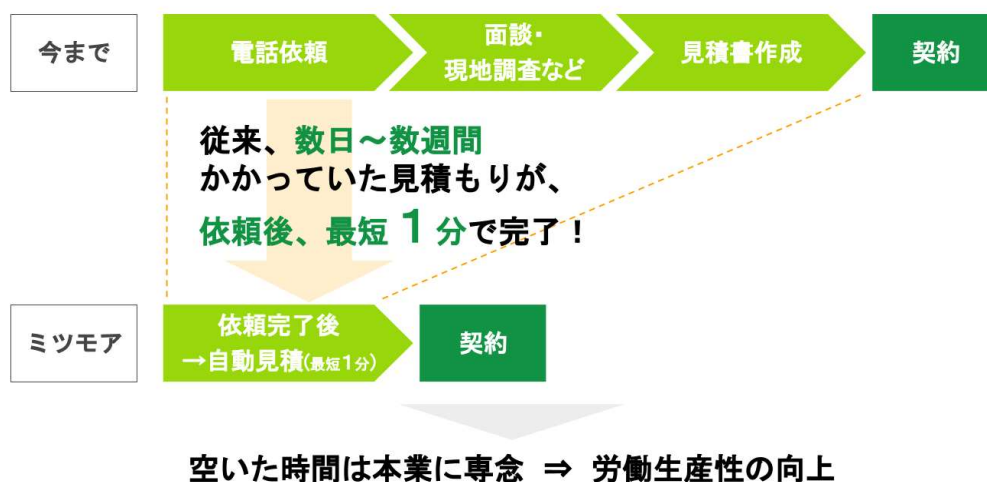 今まで
電話依頼
面談・
現地調査など
見積書作成
契約
従来、数日～数週間
かかっていた見積もりが、
依頼後、最短 1 分で完了！
ミツモア
依頼完了後
→自動見積(最短1分)
契約
空いた時間は本業に専念 ⇒ 労働生産性の向上